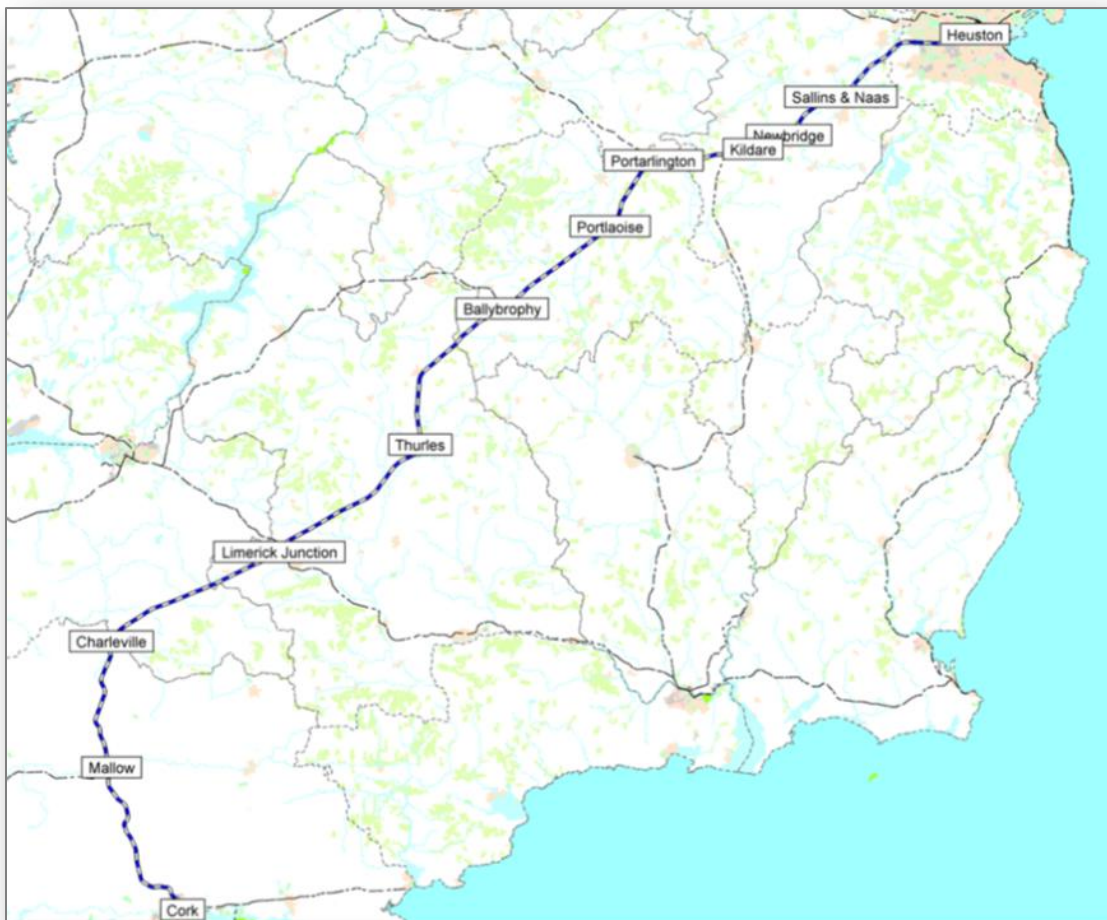 Heuston
Sallins & Naas
Newbridge
Kildare
Portarlington
Portlaoise
Ballybrophy
Thurles
Limerick Junction
Charleville
Mallow
Cork